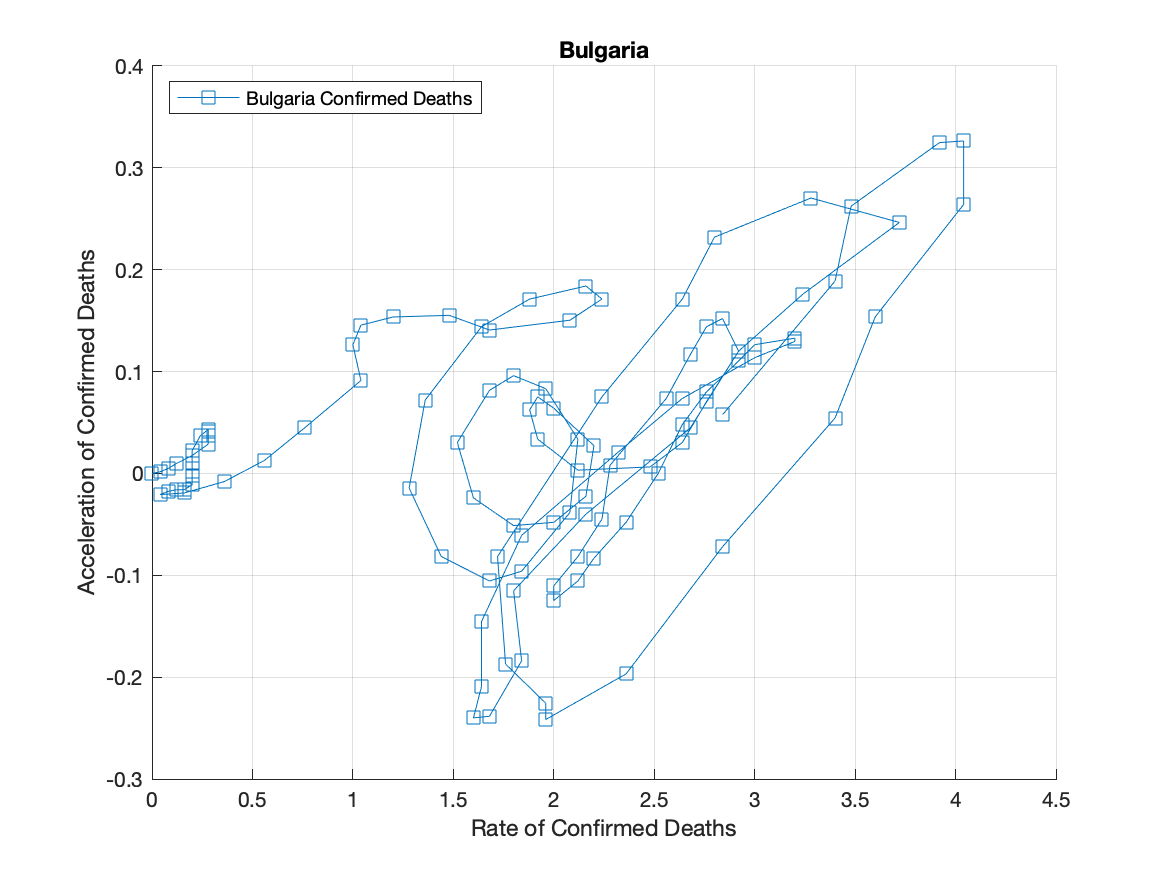 Bulgaria
Bulgaria Confirmed Deaths
0.4
0.3
0.2
0.1
0
-0.1
-0.2
-0.3
Acceleration of Confirmed Deaths
0 0.5 1 1.5 2 2.5 3 3.5 4 4.5
Rate of Confirmed Deaths